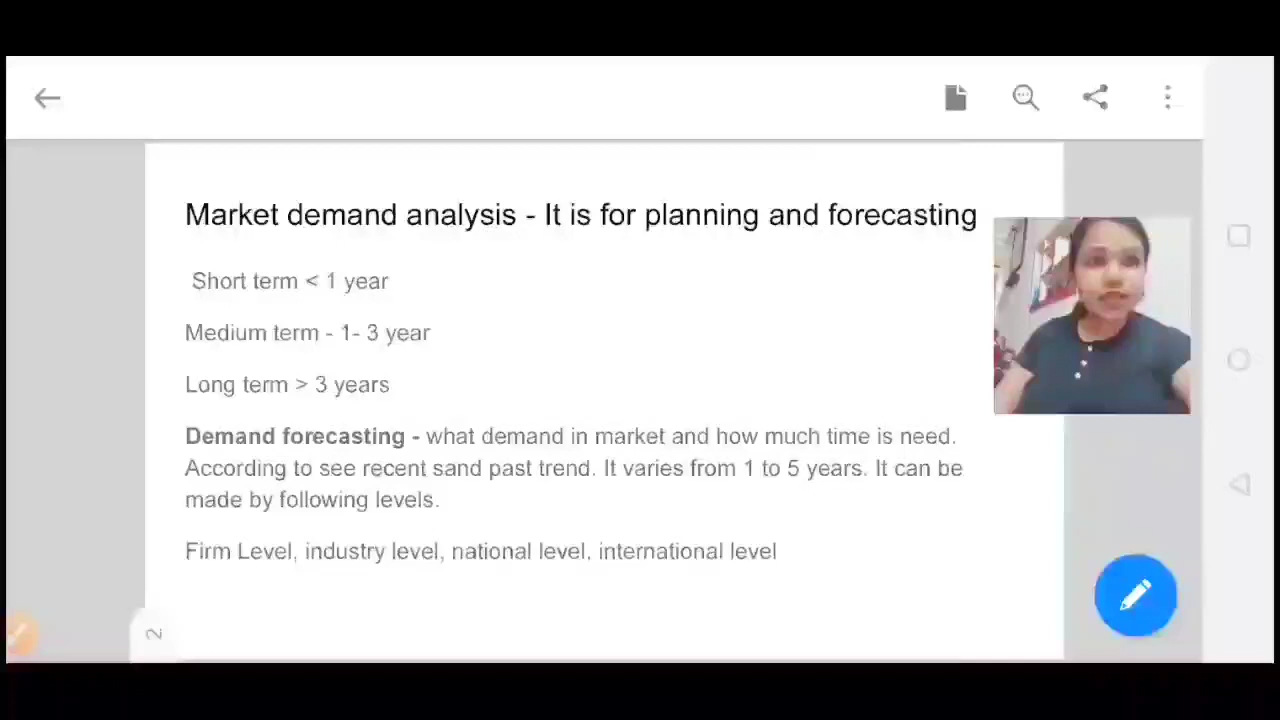 Market demand analysis - It is for planning and forecasting
Short term < 1 year
Medium term - 1- 3 year
Long term > 3 years
Demand forecasting - what demand in market and how much time is need.
According to see recent sand past trend. It varies from 1 to 5 years. It can be
made by following levels.
Firm Level, industry level, national level, international level
2